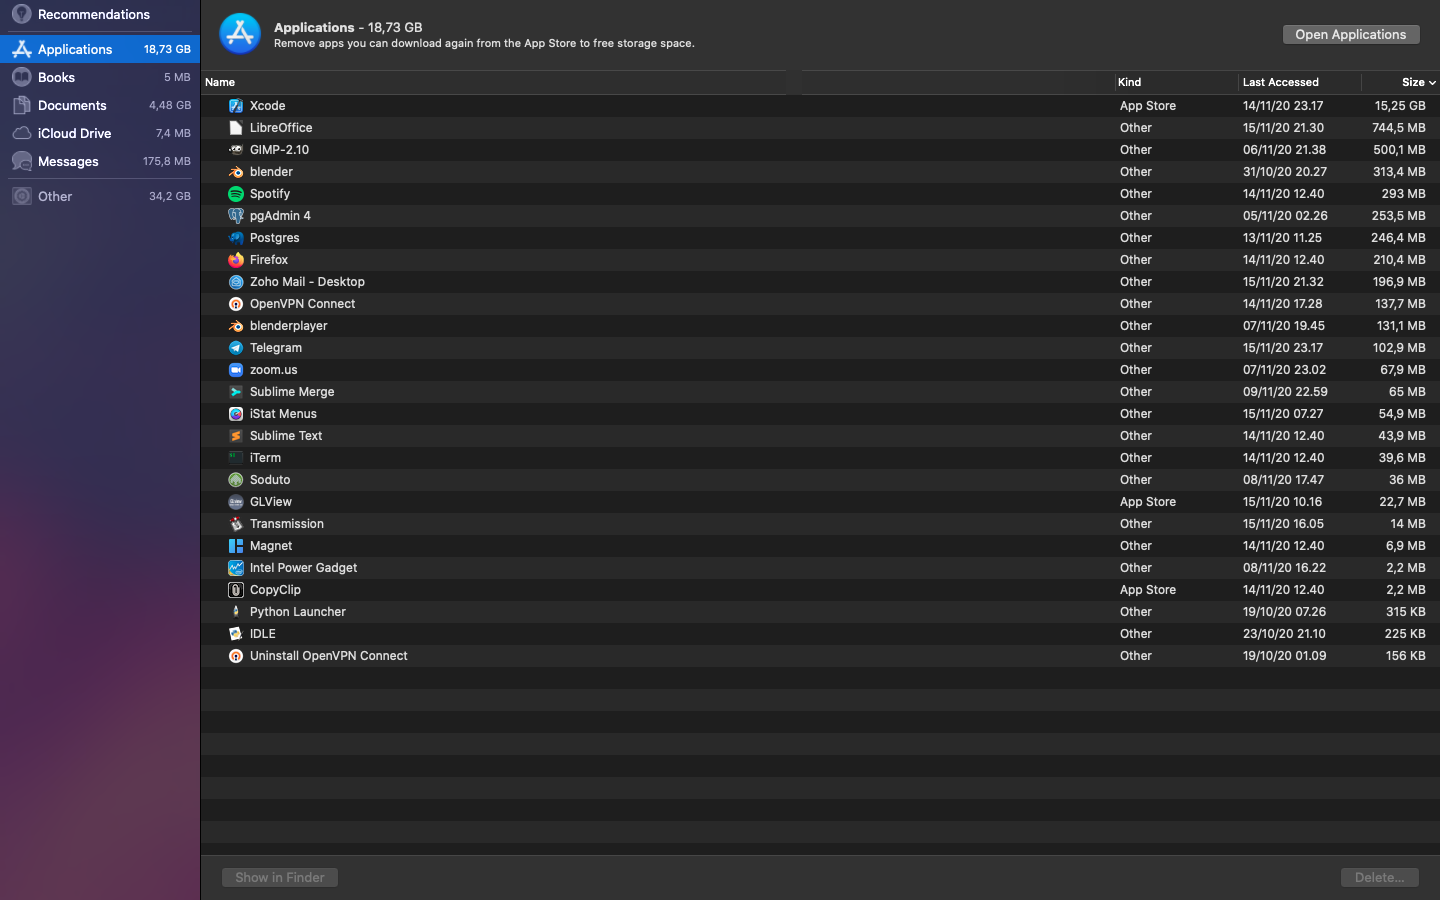 Recommendations
Applications 18,73 GB
Books 5 MB
Documents 4,48 GB
iCloud Drive 7,4 MB
Messages 175,8 MB
Other 34,2 GB
Applications - 18,73 GB
Remove apps you can download again from the App Store to free storage space.
Open Applications
Name Kind Last Accessed Size
Xcode App Store 14/11/20 23.17 15,25 GB
LibreOffice Other 15/11/20 21.30 744,5 MB
GIMP-2.10 Other 06/11/20 21.38 500,1 MB
blender Other 31/10/20 20.27 313,4 MB
Spotify Other 14/11/20 12.40 293 MB
pgAdmin 4 Other 05/11/20 02.26 253,5 MB
Postgres Other 13/11/20 11.25 246,4 MB
Firefox Other 14/11/20 12.40 210,4 MB
Zoho Mail - Desktop Other 15/11/20 21.32 196,9 MB
OpenVPN Connect Other 14/11/20 17.28 137,7 MB
blenderplayer Other 07/11/20 19.45 131,1 MB
Telegram Other 15/11/20 23.17 102,9 MB
zoom.us Other 07/11/20 23.02 67,9 MB
Sublime Merge Other 09/11/20 22.59 65 MB
iStat Menus Other 15/11/20 07.27 54,9 MB
Sublime Text Other 14/11/20 12.40 43,9 MB
iTerm Other 14/11/20 12.40 39,6 MB
Soduto Other 08/11/20 17.47 36 MB
GLView App Store 15/11/20 10.16 22,7 MB
Transmission Other 15/11/20 16.05 14 MB
Magnet Other 14/11/20 12.40 6,9 MB
Intel Power Gadget Other 08/11/20 16.22 2,2 MB
CopyClip App Store 14/11/20 12.40 2,2 MB
Python Launcher Other 19/10/20 07.26 315 KB
IDLE Other 23/10/20 21.10 225 KB
Uninstall OpenVPN Connect Other 19/10/20 01.09 156 KB
Show in Finder
Delete...